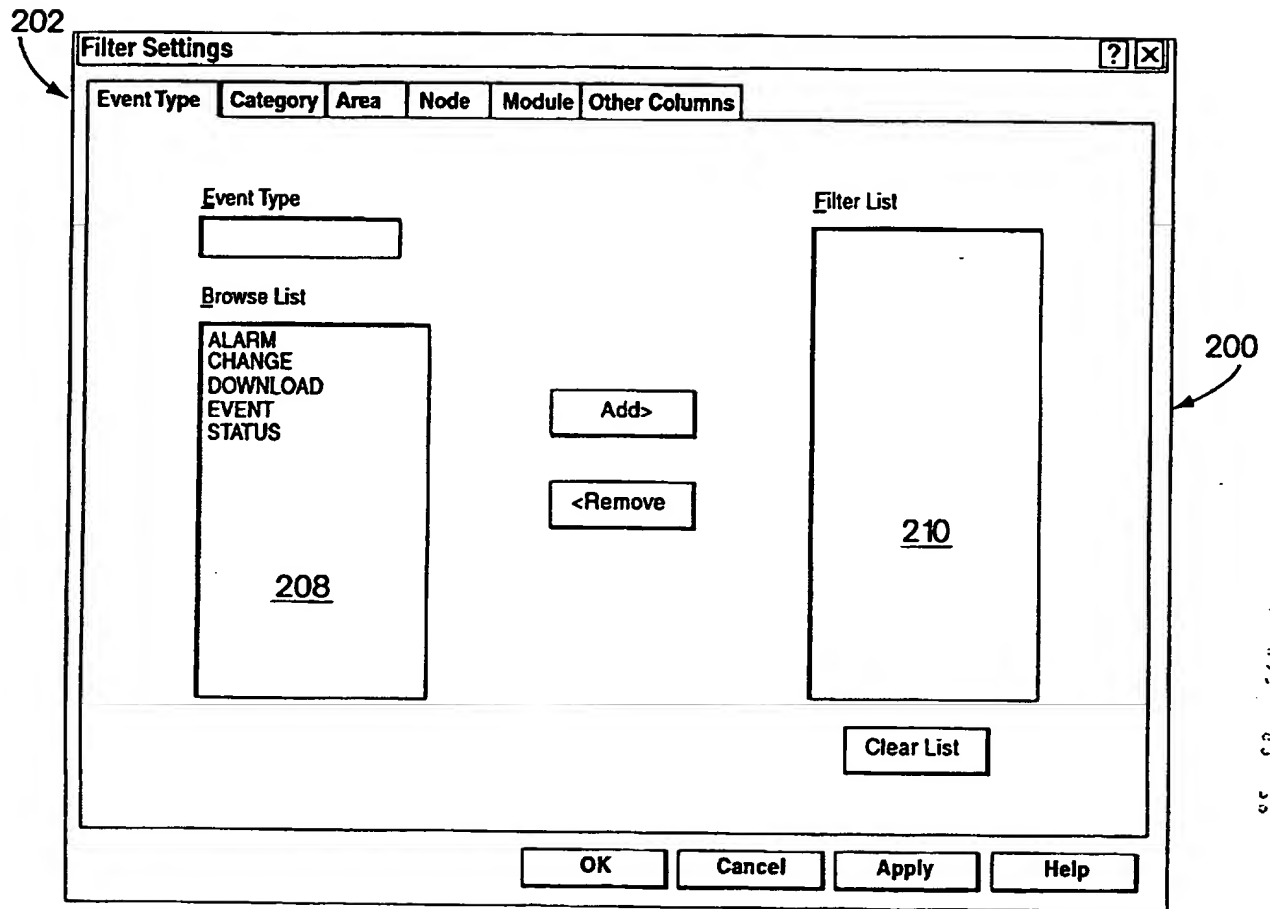 202
Filter Settings ? X
Event Type Category Area Node Module Other Columns
Event Type
Filter List
Browse List
ALARM
CHANGE
DOWNLOAD
EVENT
STATUS
200
Add>
<Remove
210
208
Clear List
OK Cancel Apply Help